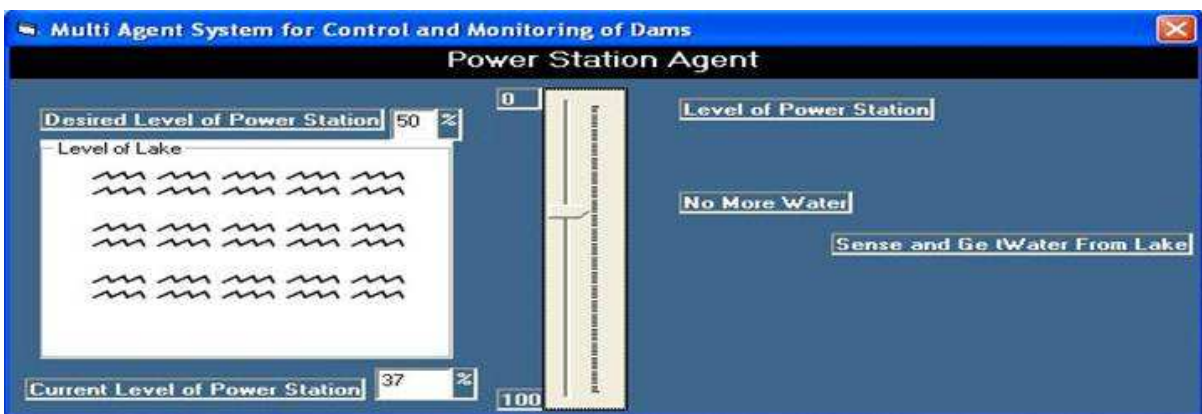 Multi Agent System for Control and Monitoring of Dams
Power Station Agent
Desired Level of Power Station 50 %
0
Level of Power Station
Level of Lake
No More Water
Sense and Ge tWater From Lake
Current Level of Power Station 37 %
100